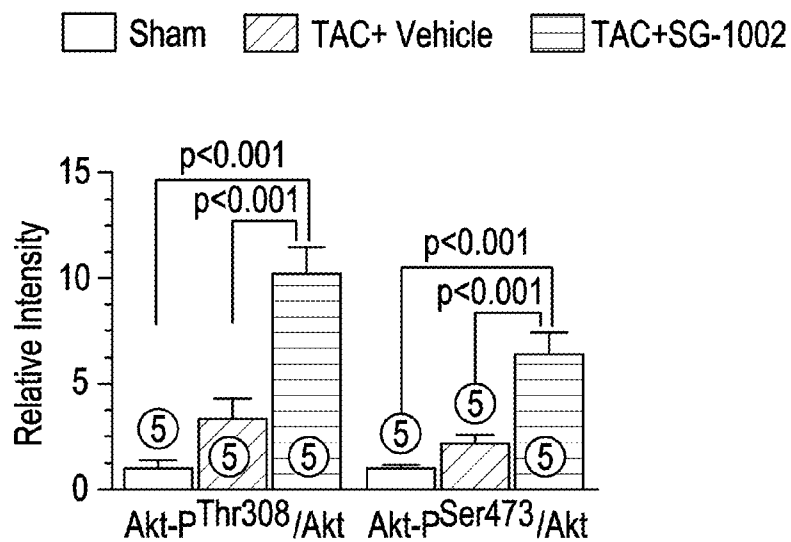 Sham TAC+ Vehicle TAC+SG-1002
p<0.001
p<0.001
p<0.001
p<0.001
Relative Intensity
15
10
5
0
5 5 5 5 5 5
Akt-PThr308/Akt Akt-PSer473/Akt